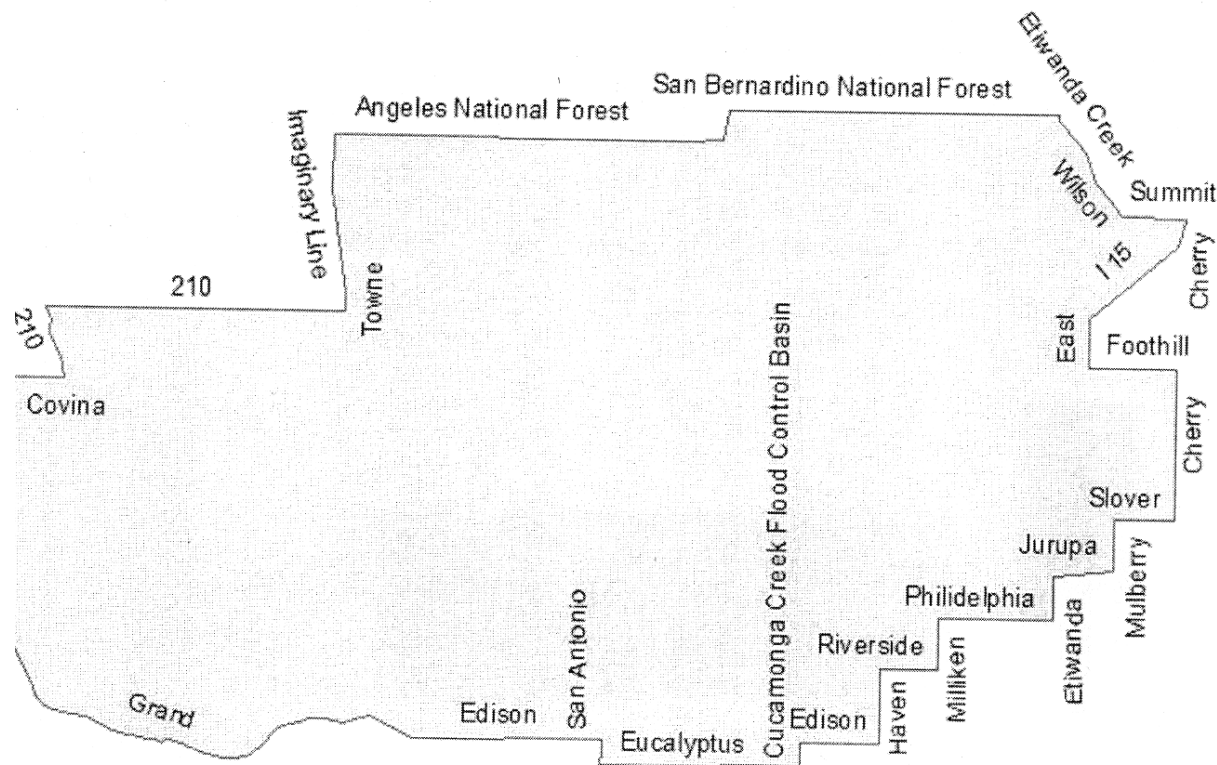 Etiwanda Creek
San Bernardino National Forest
Angeles National Forest
Imaginary Line
Wilson
Summit
I 15
Cherry
210
Towne
210
East
Foothill
Covina
Cherry
Slover
Jurupa
Mulberry
Philidelphia
Etiwanda
San Antonio
Cucamonga Creek Flood Control Basin
Riverside
Milliken
Grand
Edison
Edison
Haven
Eucalyptus